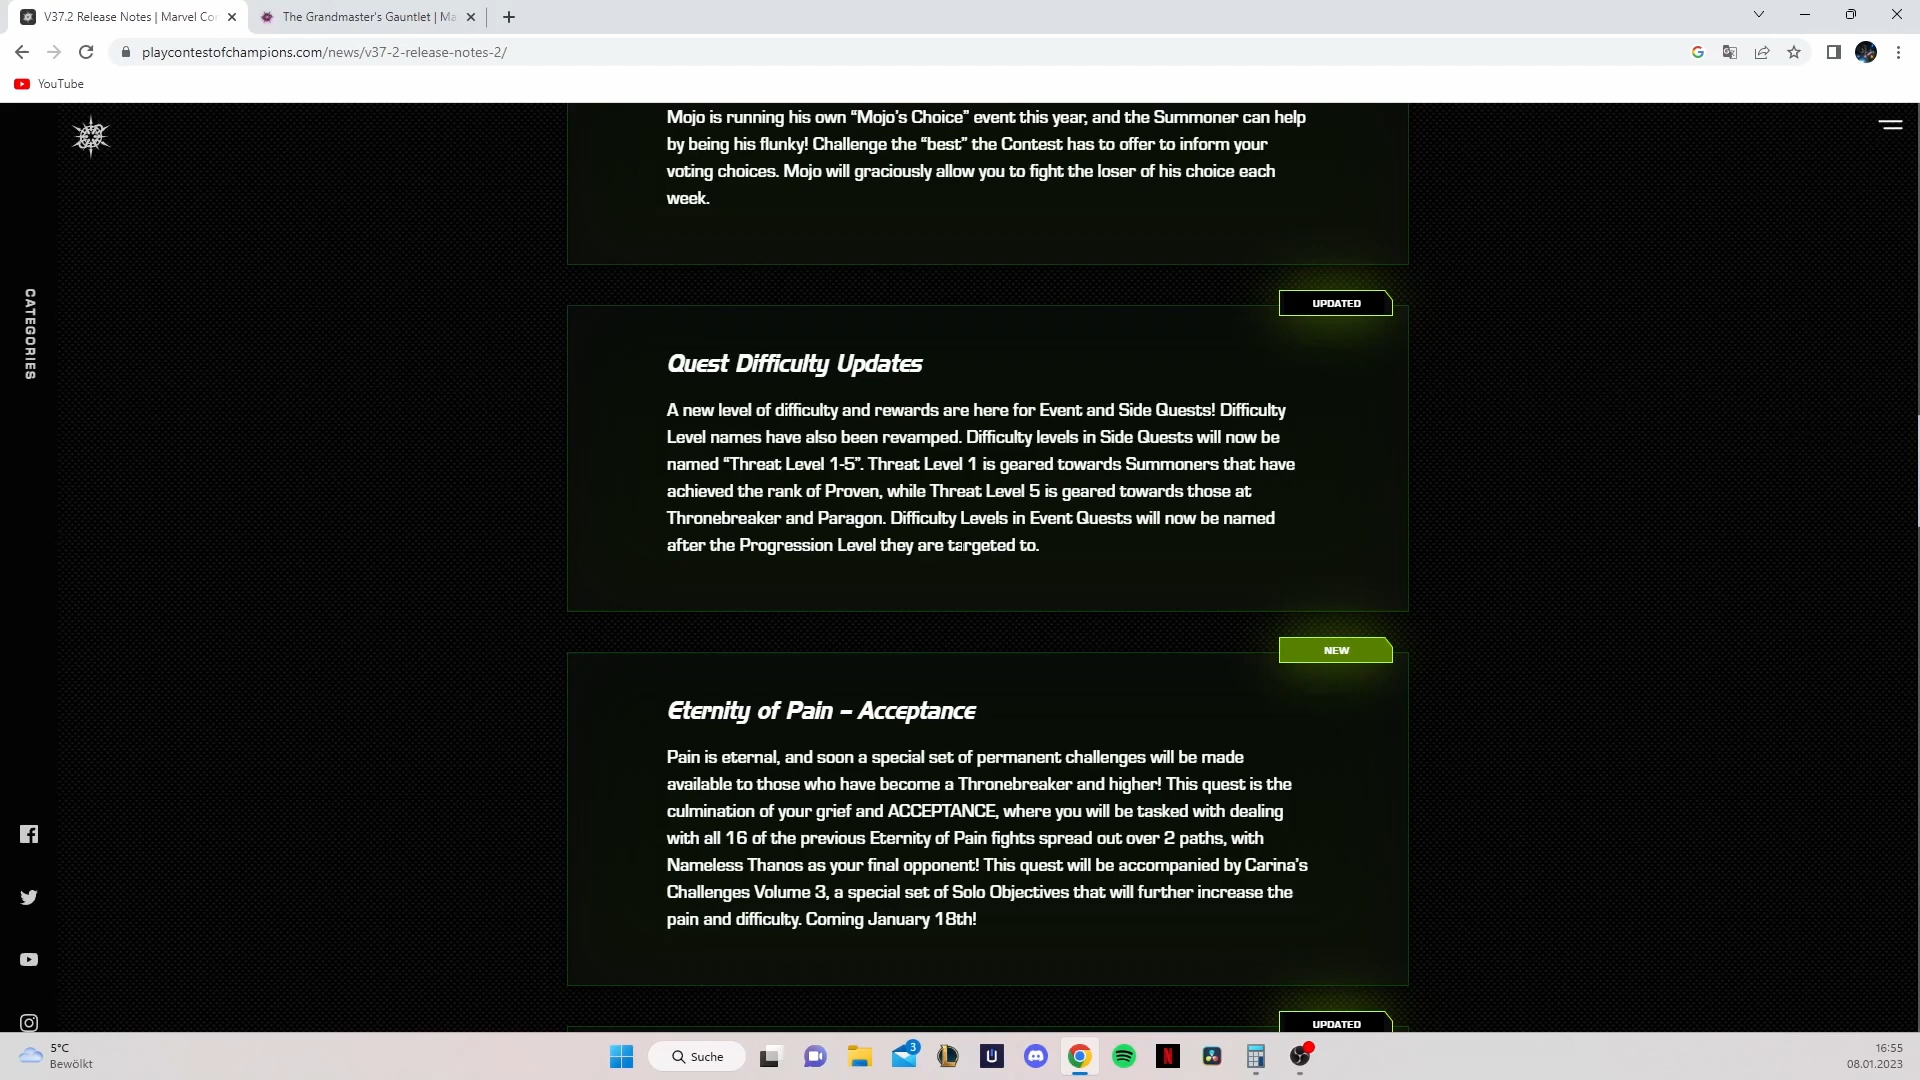 V37.2 Release Notes | Marvel Co
The Grandmaster's Gauntlet | Ma
playcontestofchampions.com/news/v37-2-release-notes-2/
YouTube
CATEGORIES
Mojo is running his own “Mojo’s Choice” event this year, and the Summoner can help
by being his flunky! Challenge the “best” the Contest has to offer to inform your
voting choices. Mojo will graciously allow you to fight the loser of his choice each
week.
UPDATED
Quest Difficulty Updates
A new level of difficulty and rewards are here for Event and Side Quests! Difficulty
Level names have also been revamped. Difficulty levels in Side Quests will now be
named “Threat Level 1-5”. Threat Level 1 is geared towards Summoners that have
achieved the rank of Proven, while Threat Level 5 is geared towards those at
Thronebreaker and Paragon. Difficulty Levels in Event Quests will now be named
after the Progression Level they are targeted to.
NEW
Eternity of Pain – Acceptance
Pain is eternal, and soon a special set of permanent challenges will be made
available to those who have become a Thronebreaker and higher! This quest is the
culmination of your grief and ACCEPTANCE, where you will be tasked with dealing
with all 16 of the previous Eternity of Pain fights spread out over 2 paths, with
Nameless Thanos as your final opponent! This quest will be accompanied by Carina’s
Challenges Volume 3, a special set of Solo Objectives that will further increase the
pain and difficulty. Coming January 18th!
UPDATED
5°C
Bewölkt
Suche
3
16:55
08.01.2023